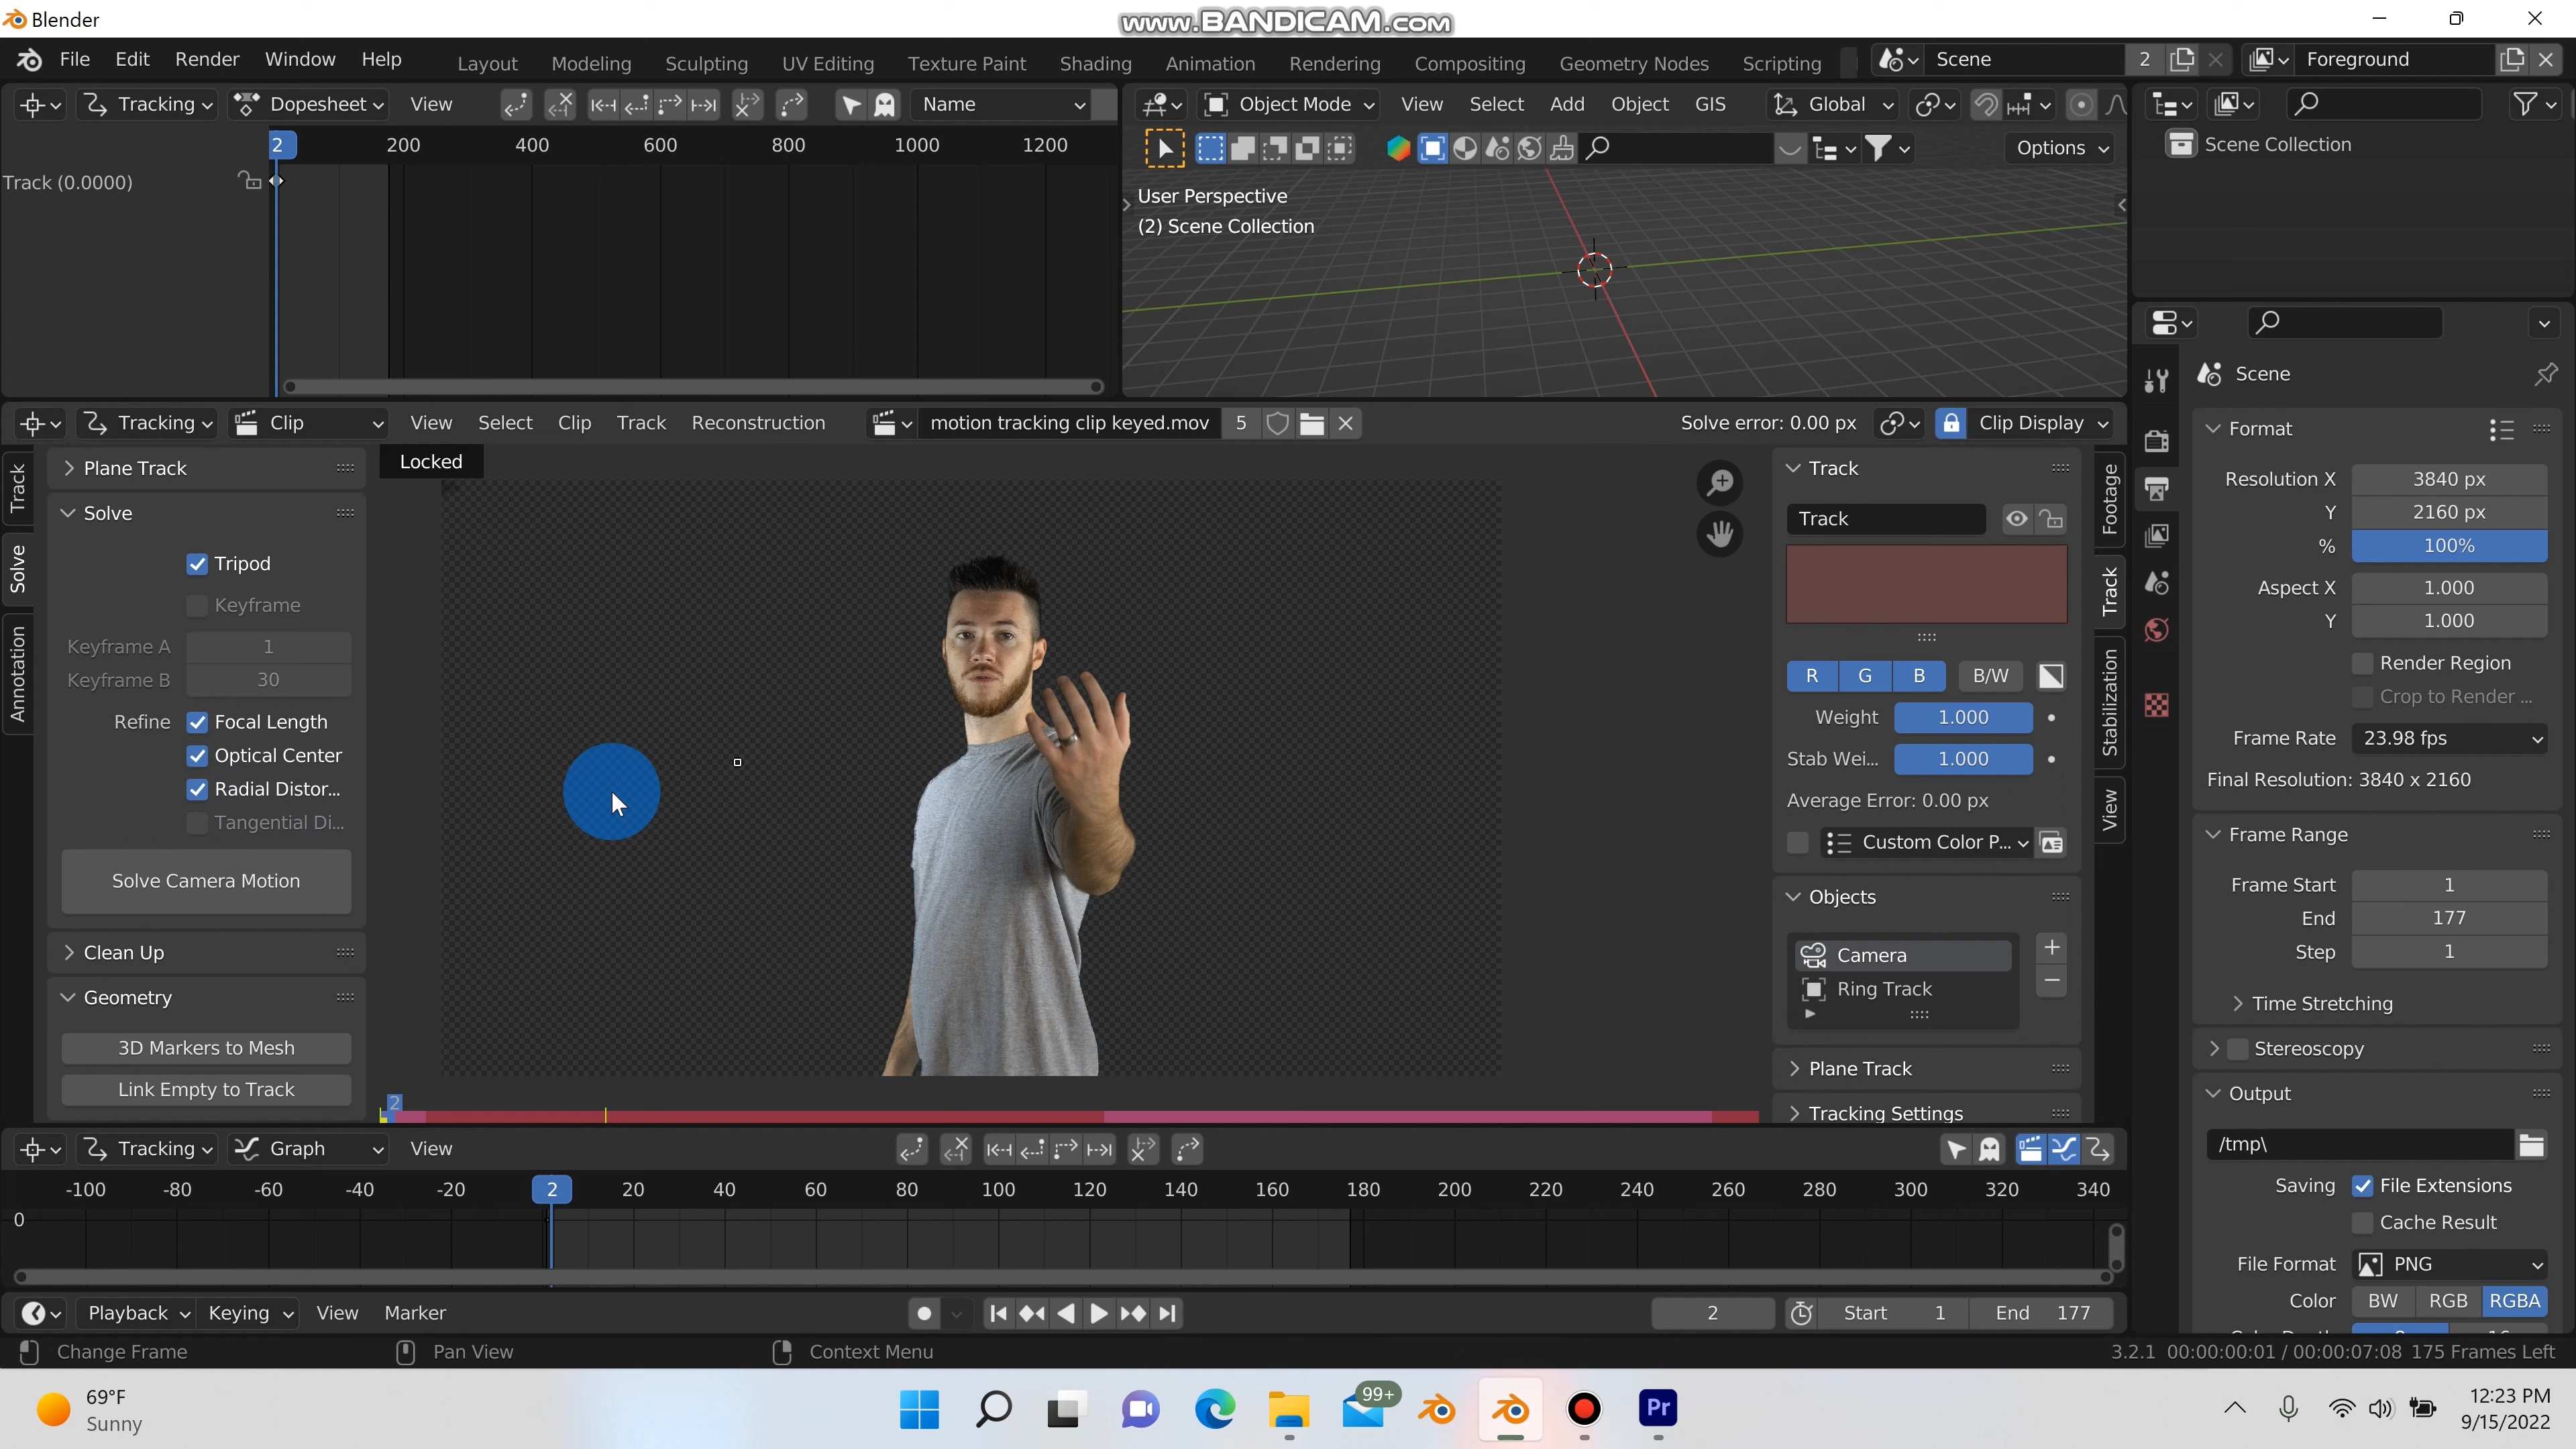 Blender
www.BANDICAM.com
File Edit Render Window Help Layout Modeling Sculpting UV Editing Texture Paint Shading Animation Rendering Compositing Geometry Nodes Scripting Scene 2 Foreground
Tracking Dopesheet View Name
Object Mode View Select Add Object GIS Global
2 200 400 600 800 1000 1200
Options
Scene Collection
Track (0.0000)
User Perspective
(2) Scene Collection
Scene
Tracking Clip View Select Clip Track Reconstruction motion tracking clip keyed.mov 5 Solve error: 0.00 px Clip Display
Track
Solve
Annotation
Plane Track
Solve
Tripod
Keyframe
Keyframe A 1
Keyframe B 30
Refine Focal Length
Optical Center
Radial Distor...
Tangential Di...
Solve Camera Motion
Clean Up
Geometry
3D Markers to Mesh
Link Empty to Track
Locked
2
Track
Track
R G B B/W
Weight 1.000
Stab Wei... 1.000
Average Error: 0.00 px
Custom Color P...
Objects
Camera
Ring Track
Plane Track
Tracking Settings
Footage
Track
Stabilization
View
Format
Resolution X 3840 px
Y 2160 px
% 100%
Aspect X 1.000
Y 1.000
Render Region
Crop to Render ...
Frame Rate 23.98 fps
Final Resolution: 3840 x 2160
Frame Range
Frame Start 1
End 177
Step 1
Time Stretching
Stereoscopy
Output
/tmp\
Saving File Extensions
Cache Result
File Format PNG
Color BW RGB RGBA
Tracking Graph View
-100 -80 -60 -40 -20 2 20 40 60 80 100 120 140 160 180 200 220 240 260 280 300 320 340
0
Playback Keying View Marker 2 Start 1 End 177
Change Frame Pan View Context Menu 3.2.1 00:00:00:01 / 00:00:07:08 175 Frames Left
69°F
Sunny
99+
Pr
12:23 PM
9/15/2022